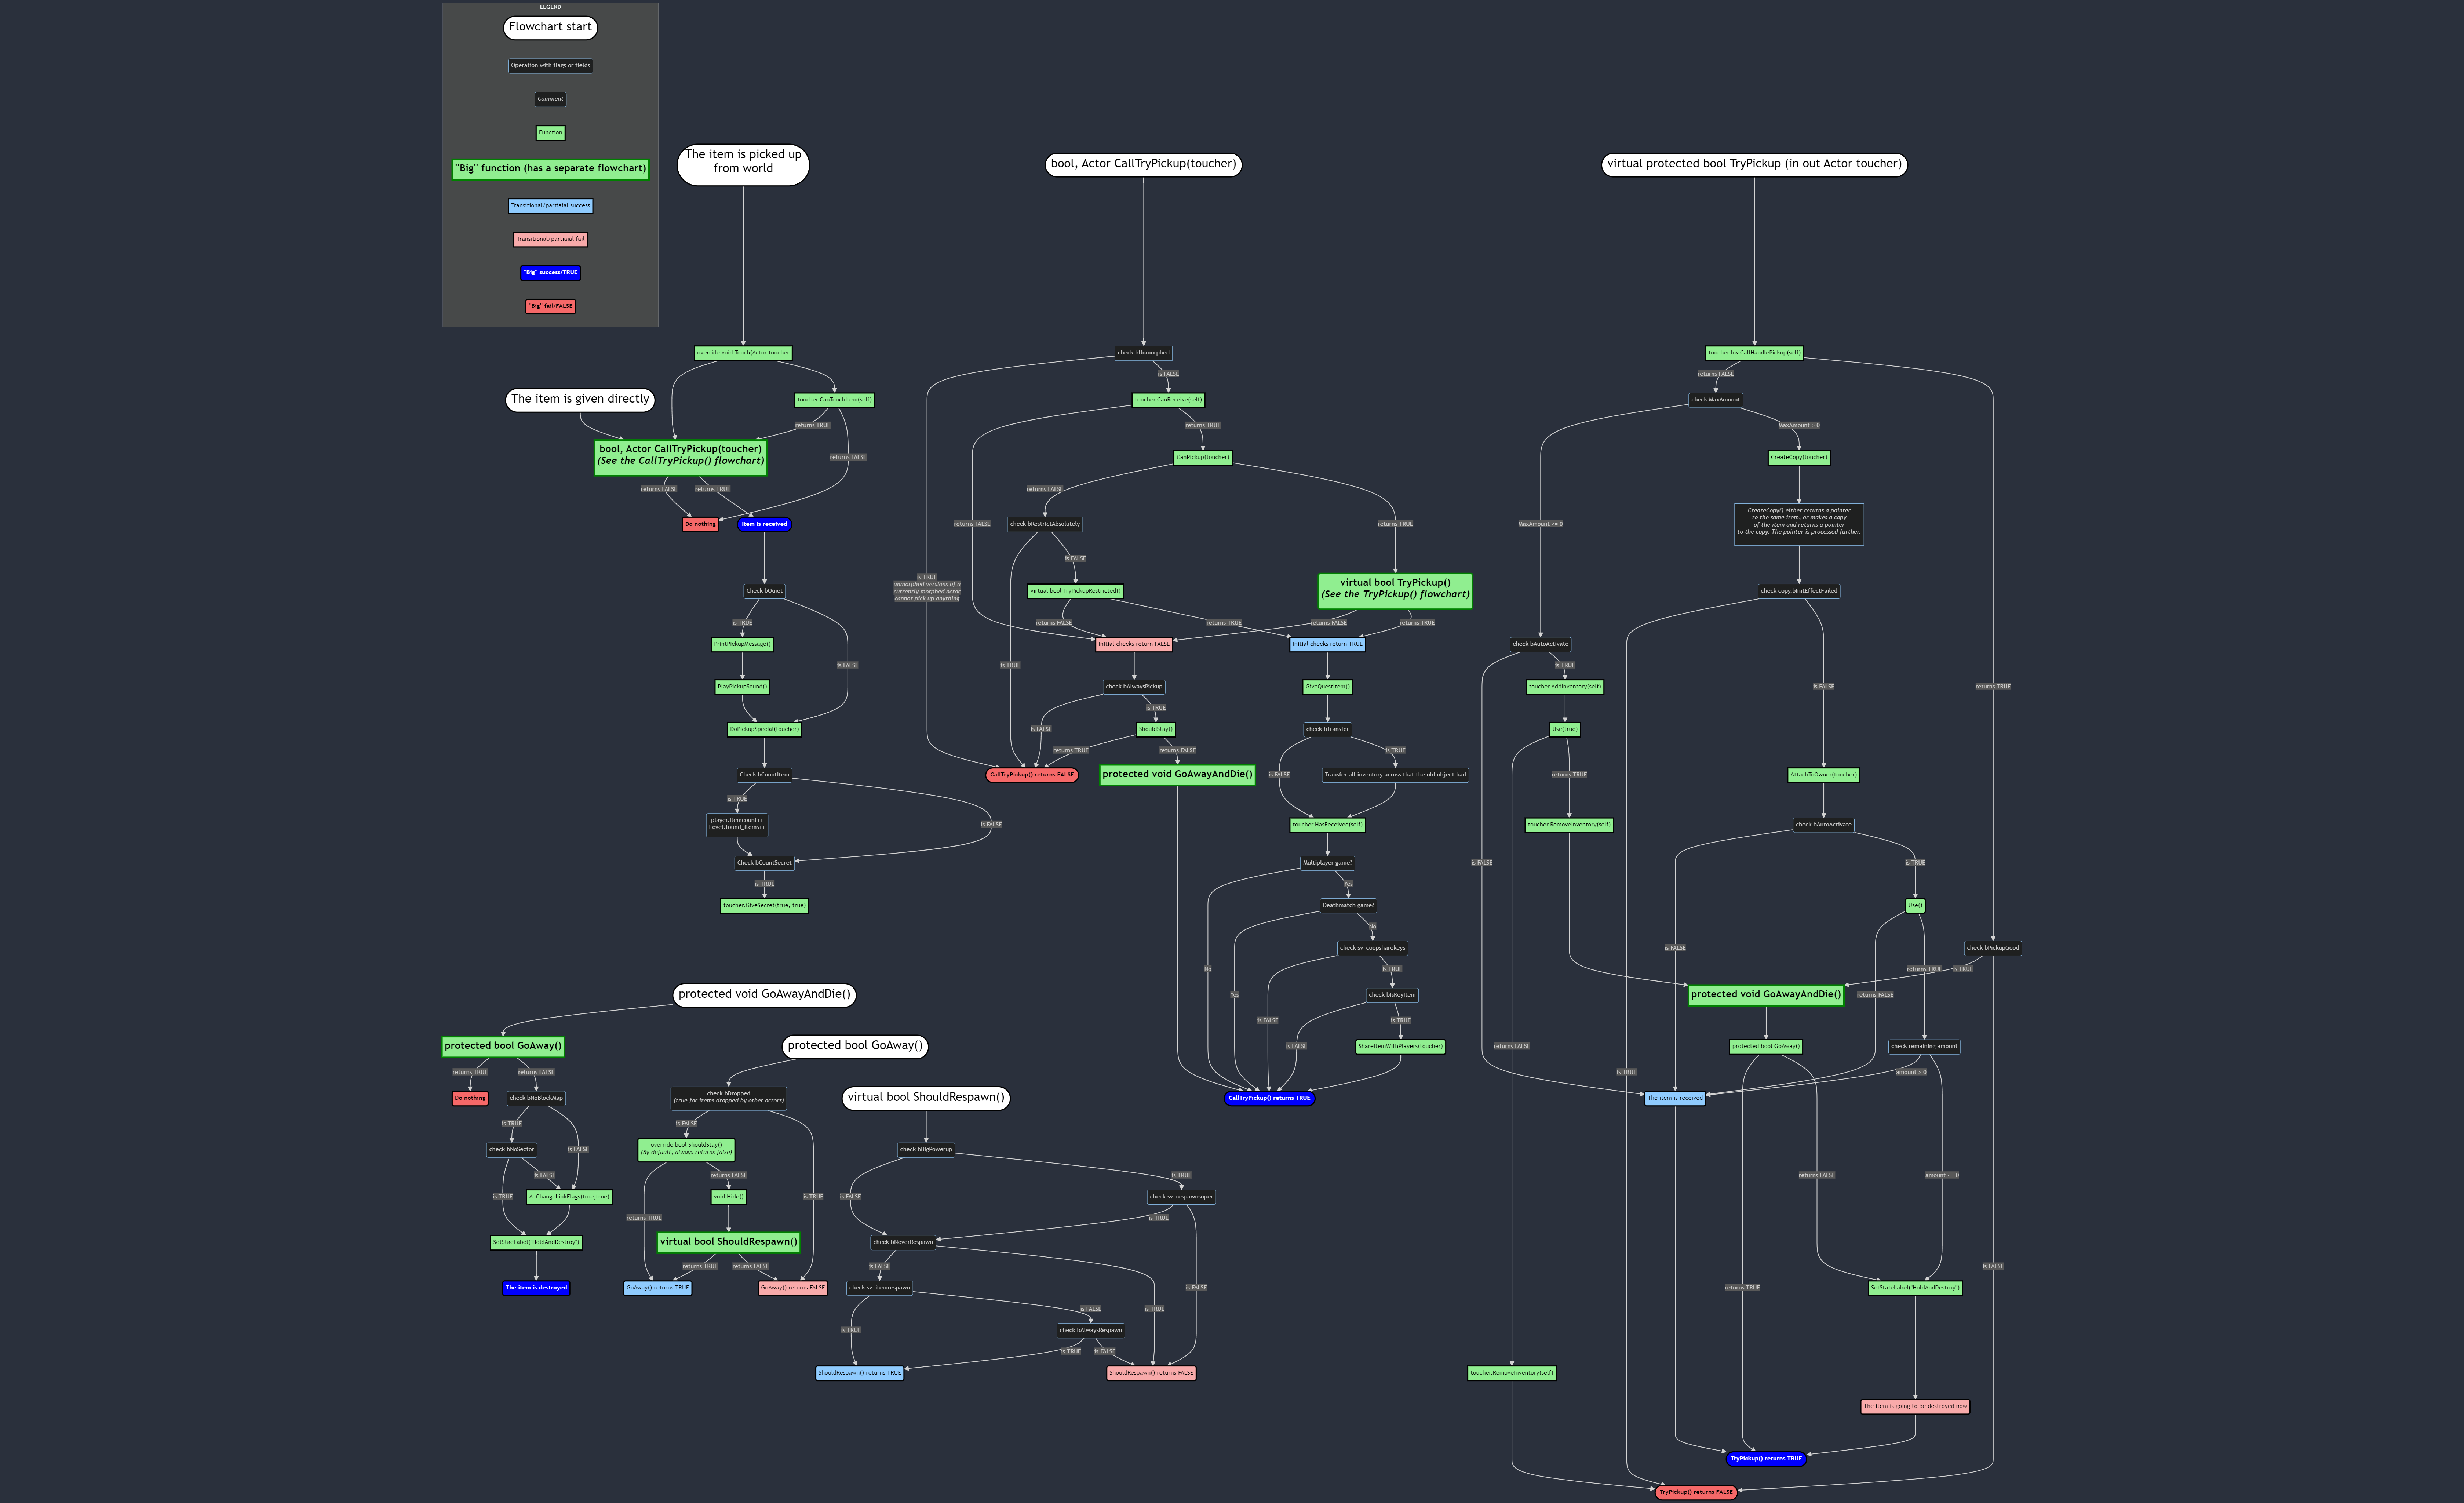 LEGEND
Flowchart start
Operation with flags or fields
Comment
Function
"Big" function (has a separate flowchart)
Transitional/partiaial success
Transitional/partiaial fail
"Big" success/TRUE
"Big" fail/FALSE
The item is picked up
from world
override void Touch(Actor toucher
The item is given directly
toucher.CanTouchItem(self)
returns TRUE
returns FALSE
bool, Actor CallTryPickup(toucher)
(See the CallTryPickup() flowchart)
returns FALSE
returns TRUE
Do nothing
Item is received
Check bQuiet
is TRUE
PrintPickupMessage()
is FALSE
PlayPickupSound()
DoPickupSpecial(toucher)
Check bCountItem
is TRUE
player.itemcount++
Level.found_items++
is FALSE
Check bCountSecret
is TRUE
toucher.GiveSecret(true, true)
bool, Actor CallTryPickup(toucher)
check bUnmorphed
is FALSE
toucher.CanReceive(self)
returns TRUE
CanPickup(toucher)
returns FALSE
check bRestrictAbsolutely
returns FALSE
returns TRUE
is FALSE
is TRUE
unmorphed versions of a
currently morphed actor
cannot pick up anything
virtual bool TryPickupRestricted()
virtual bool TryPickup()
(See the TryPickup() flowchart)
returns FALSE
returns TRUE
returns FALSE
returns TRUE
Initial checks return FALSE
Initial checks return TRUE
is TRUE
check bAlwaysPickup
GiveQuestItem()
is TRUE
is FALSE
ShouldStay()
check bTransfer
returns TRUE
returns FALSE
is TRUE
CallTryPickup() returns FALSE
protected void GoAwayAndDie()
is FALSE
Transfer all inventory across that the old object had
toucher.HasReceived(self)
Multiplayer game?
Yes
Deathmatch game?
No
check sv_coopsharekeys
No
is TRUE
Yes
check bIsKeyItem
is FALSE
is TRUE
is FALSE
ShareItemWithPlayers(toucher)
CallTryPickup() returns TRUE
virtual protected bool TryPickup (in out Actor toucher)
toucher.Inv.CallHandlePickup(self)
returns FALSE
check MaxAmount
MaxAmount > 0
CreateCopy(toucher)
MaxAmount <= 0
CreateCopy() either returns a pointer
to the same item, or makes a copy
of the item and returns a pointer
to the copy. The pointer is processed further.
check copy.bInitEffectFailed
check bAutoActivate
is TRUE
toucher.AddInventory(self)
is FALSE
returns TRUE
Use(true)
returns TRUE
AttachToOwner(toucher)
toucher.RemoveInventory(self)
check bAutoActivate
is FALSE
is TRUE
Use()
is FALSE
check bPickupGood
returns TRUE
is TRUE
protected void GoAwayAndDie()
returns FALSE
returns FALSE
protected bool GoAway()
check remaining amount
is TRUE
amount > 0
The item is received
returns FALSE
amount <= 0
is FALSE
returns TRUE
SetStateLabel("HoldAndDestroy")
toucher.RemoveInventory(self)
The item is going to be destroyed now
TryPickup() returns TRUE
TryPickup() returns FALSE
protected void GoAwayAndDie()
protected bool GoAway()
returns TRUE
returns FALSE
Do nothing
check bNoBlockMap
is TRUE
check bNoSector
is FALSE
is FALSE
is TRUE
A_ChangeLinkFlags(true,true)
SetStaeLabel("HoldAndDestroy")
The item is destroyed
protected bool GoAway()
check bDropped
(true for items dropped by other actors)
is FALSE
override bool ShouldStay()
(By default, always returns false)
returns FALSE
void Hide()
is TRUE
returns TRUE
virtual bool ShouldRespawn()
returns TRUE
returns FALSE
GoAway() returns TRUE
GoAway() returns FALSE
virtual bool ShouldRespawn()
check bBigPowerup
is TRUE
is FALSE
check sv_respawnsuper
is TRUE
check bNeverRespawn
is FALSE
check sv_itemrespawn
is FALSE
is TRUE
is FALSE
is TRUE
check bAlwaysRespawn
is TRUE
is FALSE
ShouldRespawn() returns TRUE
ShouldRespawn() returns FALSE